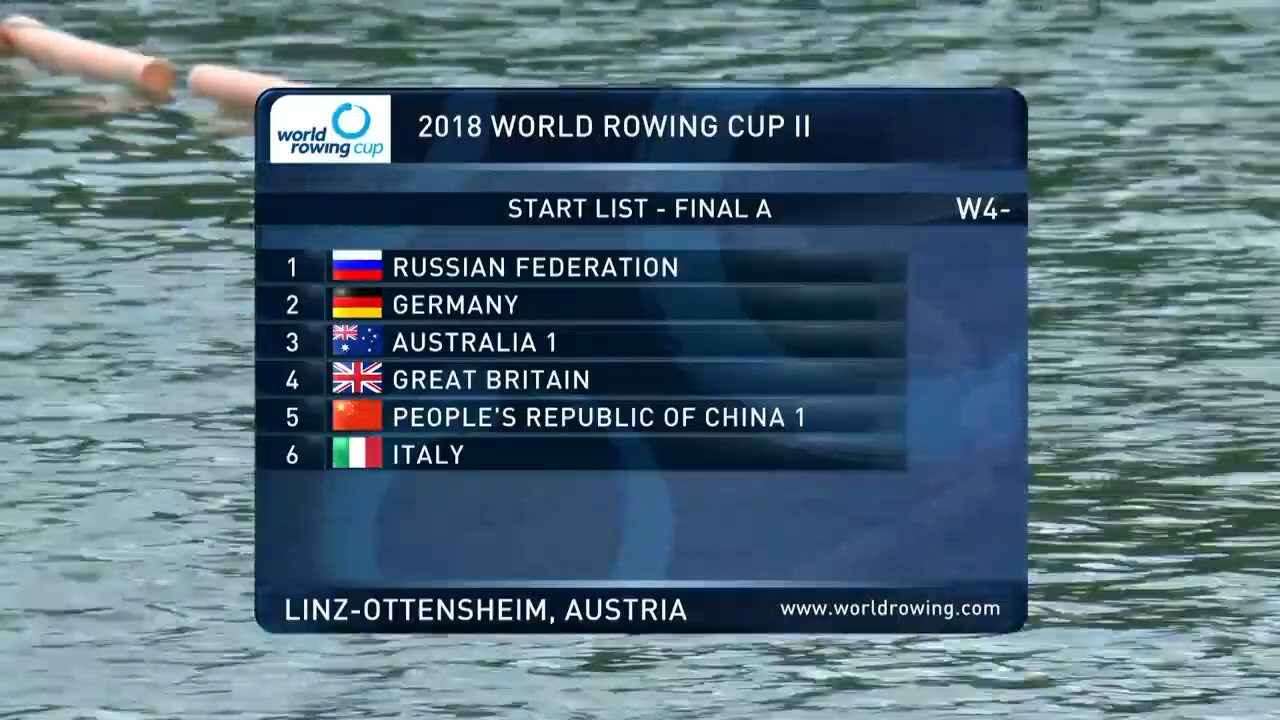 world
rowing cup
2018 WORLD ROWING CUP II
START LIST - FINAL A W4-
1 RUSSIAN FEDERATION
2 GERMANY
3 AUSTRALIA 1
4 GREAT BRITAIN
5 PEOPLE'S REPUBLIC OF CHINA 1
6 ITALY
LINZ-OTTENSHEIM, AUSTRIA www.worldrowing.com